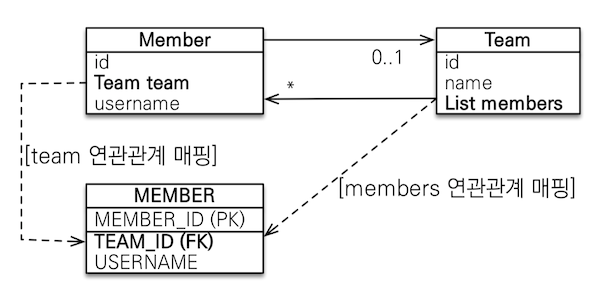 Member
id
Team team
username
0..1
*
Team
id
name
List members
[team 연관관계 매핑]
[members 연관관계 매핑]
MEMBER
MEMBER_ID (PK)
TEAM_ID (FK)
USERNAME